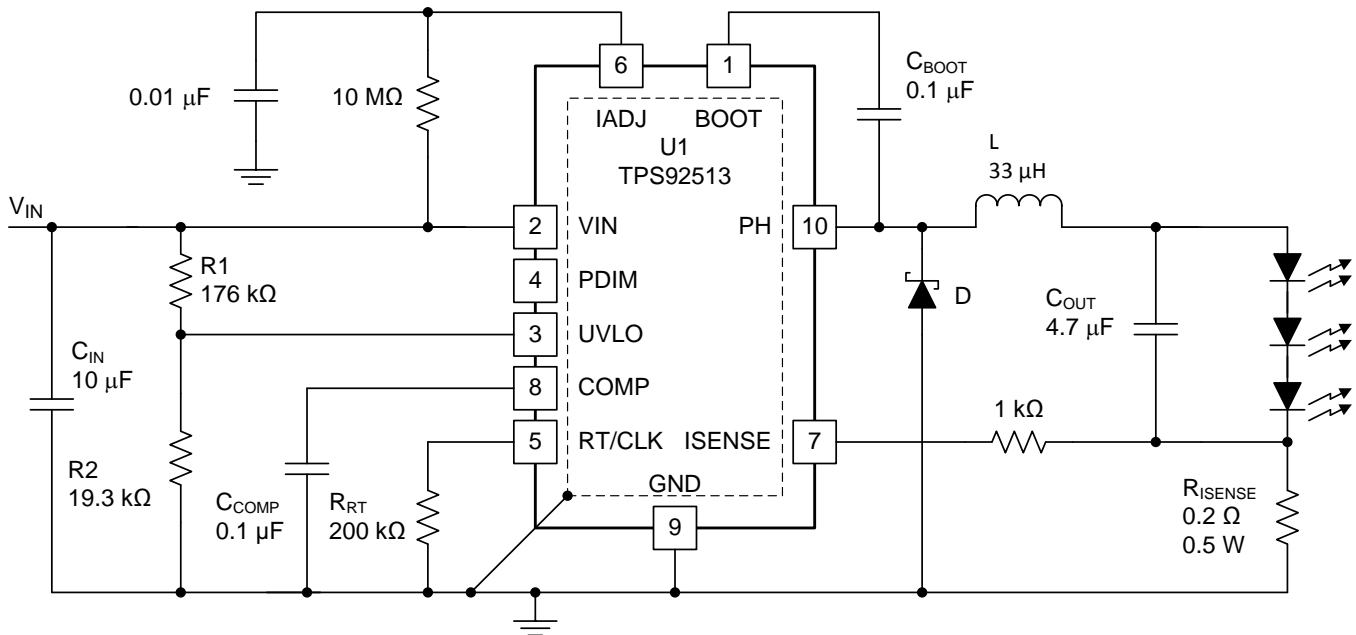 6
1
C_BOOT
0.1 μF
0.01 μF
10 MΩ
IADJ
BOOT
U1
TPS92513
L
33 μH
V_IN
2
VIN
PH
10
R1
176 kΩ
4
PDIM
D
C_OUT
4.7 μF
3
UVLO
C_IN
10 μF
8
COMP
1 kΩ
5
RT/CLK
ISENSE
7
R2
19.3 kΩ
C_COMP
0.1 μF
R_RT
200 kΩ
GND
9
R_ISENSE
0.2 Ω
0.5 W